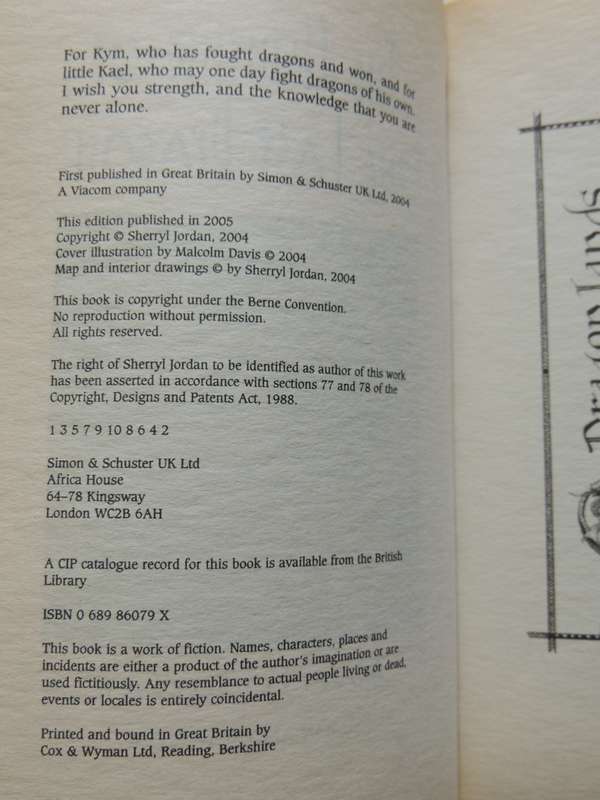 For Kym, who has fought dragons and won, and for
little Kael, who may one day fight dragons of his own.
I wish you strength, and the knowledge that you are
never alone.
First published in Great Britain by Simon & Schuster UK Ltd, 2004
A Viacom company
This edition published in 2005
Copyright © Sherryl Jordan, 2004
Cover illustration by Malcolm Davis © 2004
Map and interior drawings © by Sherryl Jordan, 2004
This book is copyright under the Berne Convention.
No reproduction without permission.
All rights reserved.
The right of Sherryl Jordan to be identified as author of this work
has been asserted in accordance with sections 77 and 78 of the
Copyright, Designs and Patents Act, 1988.
1 3 5 7 9 10 8 6 4 2
Simon & Schuster UK Ltd
Africa House
64–78 Kingsway
London WC2B 6AH
A CIP catalogue record for this book is available from the British
Library
ISBN 0 689 86079 X
This book is a work of fiction. Names, characters, places and
incidents are either a product of the author's imagination or are
used fictitiously. Any resemblance to actual people living or dead,
events or locales is entirely coincidental.
Printed and bound in Great Britain by
Cox & Wyman Ltd, Reading, Berkshire